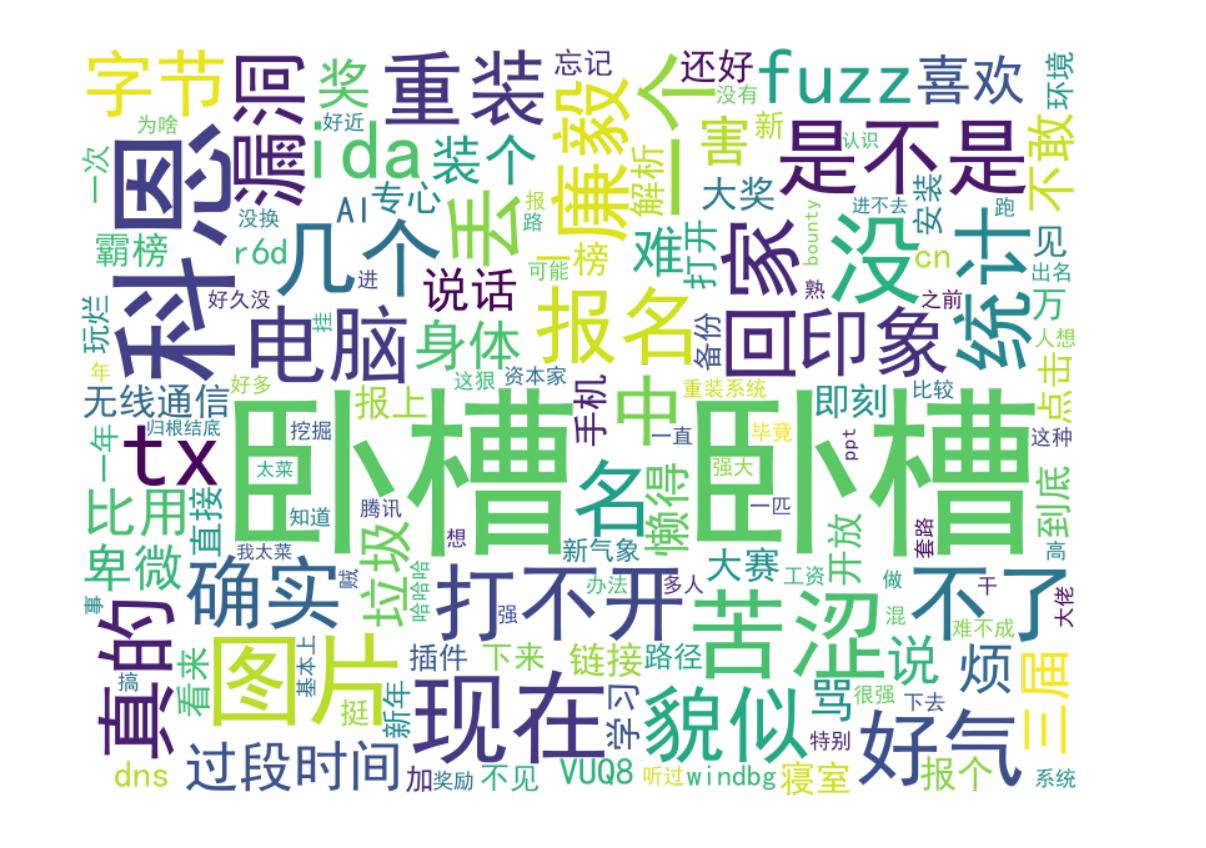 字节
漏洞
奖
重装
忘记
还好
fuzz
喜欢
环境
为啥
好近
没有
廉毅
一个
害
新
认识
不敢
一次
科恩
ida
装个
解析
大奖
是不是
AI
专心
丢
报
路
没换
安装
跑
进不去
霸榜
r6d
几个
进
可能
榜
难
打开
家
回
bounty
没
cn
统计
见
出名
好久没
说话
熟
之前
万
玩烂
电脑
挂
身体
报名
备份
印象
人想
年
好多
这狠
资本家
手机
中
重装系统
即刻
比较
点击
无线通信
归根结底
报上
一年
tx
卧槽
卧槽
挖掘
太菜
一直
毕竟
ppt
这种
强大
名
懒得
比用
直接
知道
腾讯
一匹
到底
我太菜
垃圾
想
新气象
套路
高
卑微
确实
贼
哈哈哈
打不开
强
办法
多人
大赛
工资
开放
做
不了
干
大佬
事
真的
苦涩
混
难不成
看来
图片
基本上
插件
下来
链接
路径
说
烦
三届
搞
挺
新年
现在
学习
貌似
骂
很强
下去
特别
好气
dns
过段时间
加
奖励
不见
VUQ8
听过
windbg
寝室
报个
系统